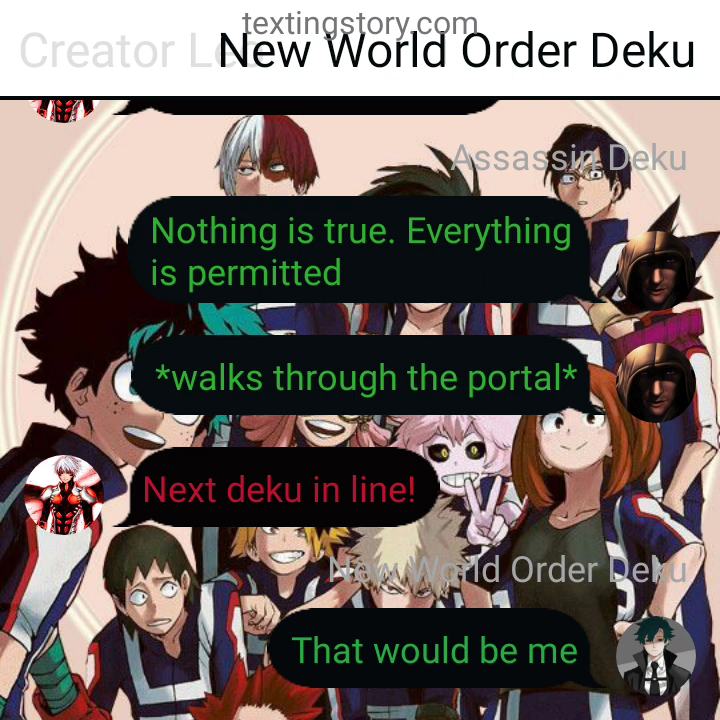 textingstory.com
Creator Leo
New World Order Deku
Assassin Deku
Nothing is true. Everything
is permitted
*walks through the portal*
Next deku in line!
New World Order Deku
That would be me